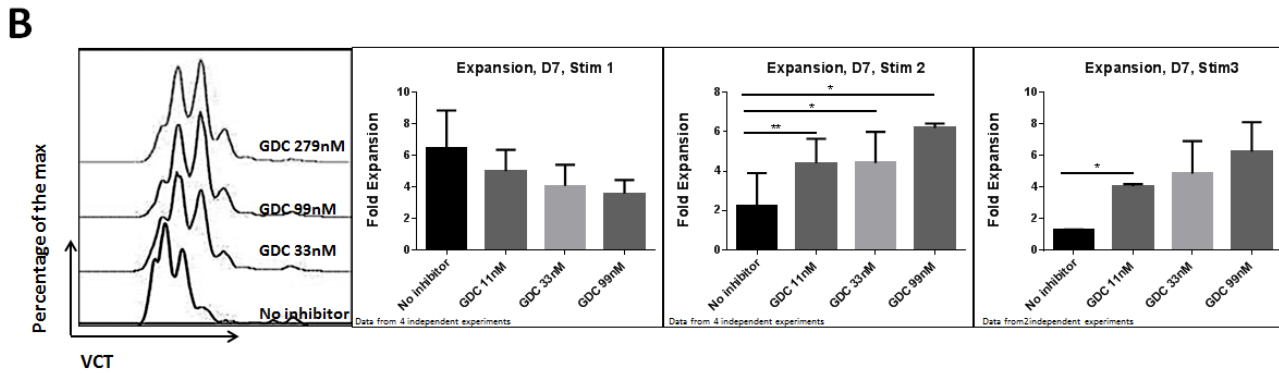 B
Percentage of the max
GDC 279nM
GDC 99nM
GDC 33nM
No inhibitor
VCT
Expansion, D7, Stim 1
Fold Expansion
10
8
6
4
2
0
No inhibitor
GDC 11nM
GDC 33nM
GDC 99nM
Data from 4 independent experiments
Expansion, D7, Stim 2
Fold Expansion
8
6
4
2
0
*
*
**
No inhibitor
GDC 11nM
GDC 33nM
GDC 99nM
Data from 4 independent experiments
Expansion, D7, Stim3
Fold Expansion
10
8
6
4
2
0
*
No inhibitor
GDC 11nM
GDC 33nM
GDC 99nM
Data from2independent experiments